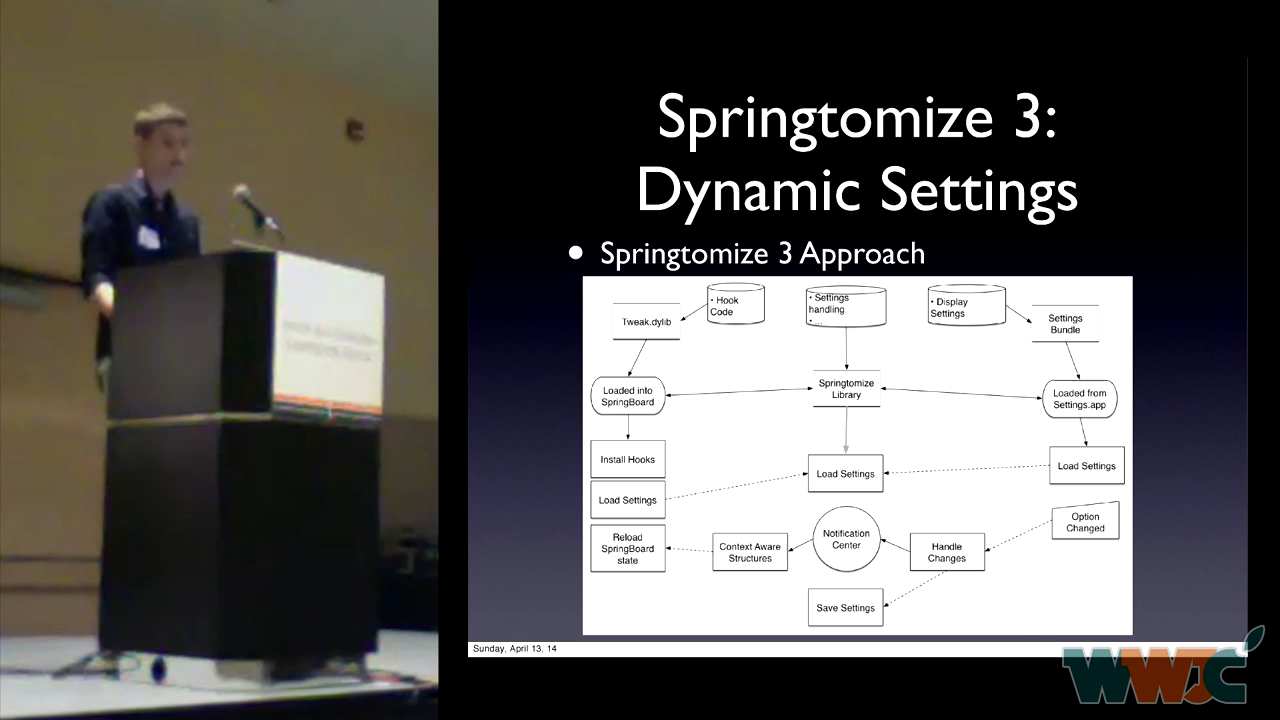 Springtomize 3:
Dynamic Settings
• Springtomize 3 Approach
• Hook
Code
• Settings
handling
• ...
• Display
Settings
Tweak.dylib
Settings
Bundle
Loaded into
SpringBoard
Springtomize
Library
Loaded from
Settings.app
Install Hooks
Load Settings
Load Settings
Load Settings
Option
Changed
Reload
SpringBoard
state
Context Aware
Structures
Notification
Center
Handle
Changes
Save Settings
Sunday, April 13, 14
WWJC